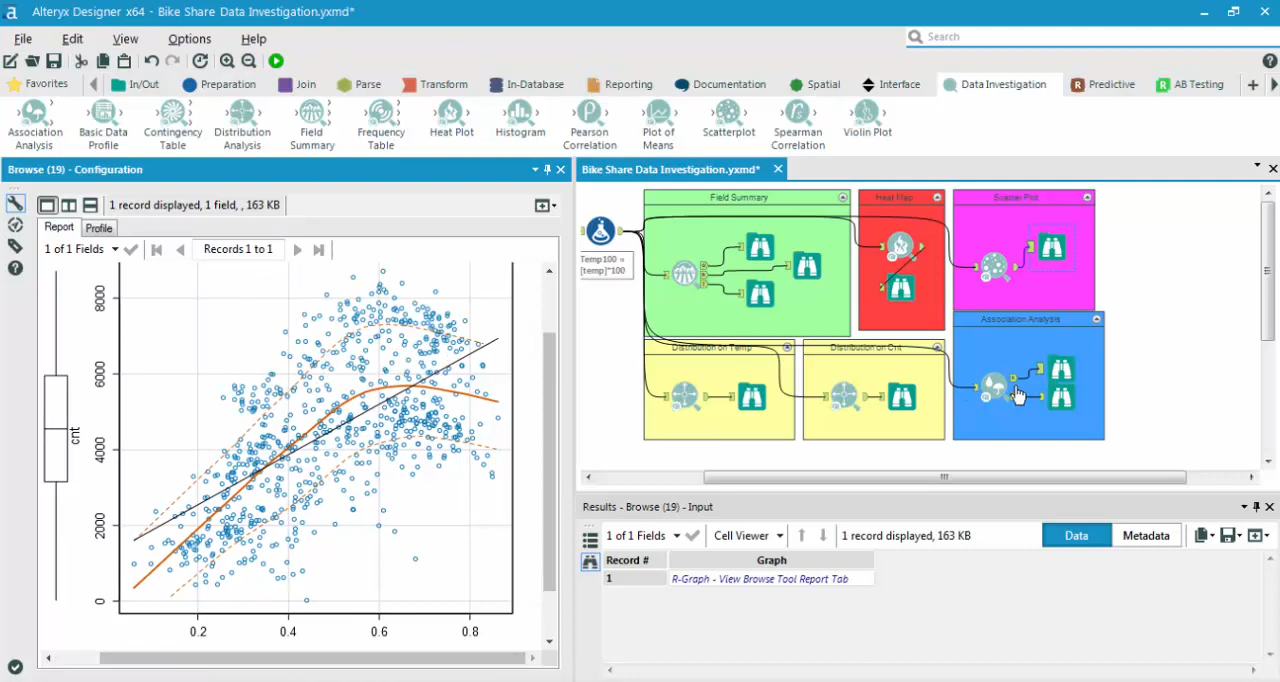 a Alteryx Designer x64 - Bike Share Data Investigation.yxmd*
File Edit View Options Help
Search
Favorites In/Out Preparation Join Parse Transform In-Database Reporting Documentation Spatial Interface Data Investigation Predictive AB Testing
Association Analysis
Basic Data Profile
Contingency Table
Distribution Analysis
Field Summary
Frequency Table
Heat Plot
Histogram
Pearson Correlation
Plot of Means
Scatterplot
Spearman Correlation
Violin Plot
Browse (19) - Configuration
1 record displayed, 1 field, , 163 KB
Report Profile
1 of 1 Fields Records 1 to 1
8000
6000
4000
2000
0
cnt
0.2 0.4 0.6 0.8
Bike Share Data Investigation.yxmd*
Field Summary
Heat Map
Scatter Plot
Temp100 =
[temp]*100
Association Analysis
Distribution on Temp
Distribution on Cnt
Results - Browse (19) - Input
1 of 1 Fields Cell Viewer 1 record displayed, 163 KB Data Metadata
Record # Graph
1 R-Graph - View Browse Tool Report Tab